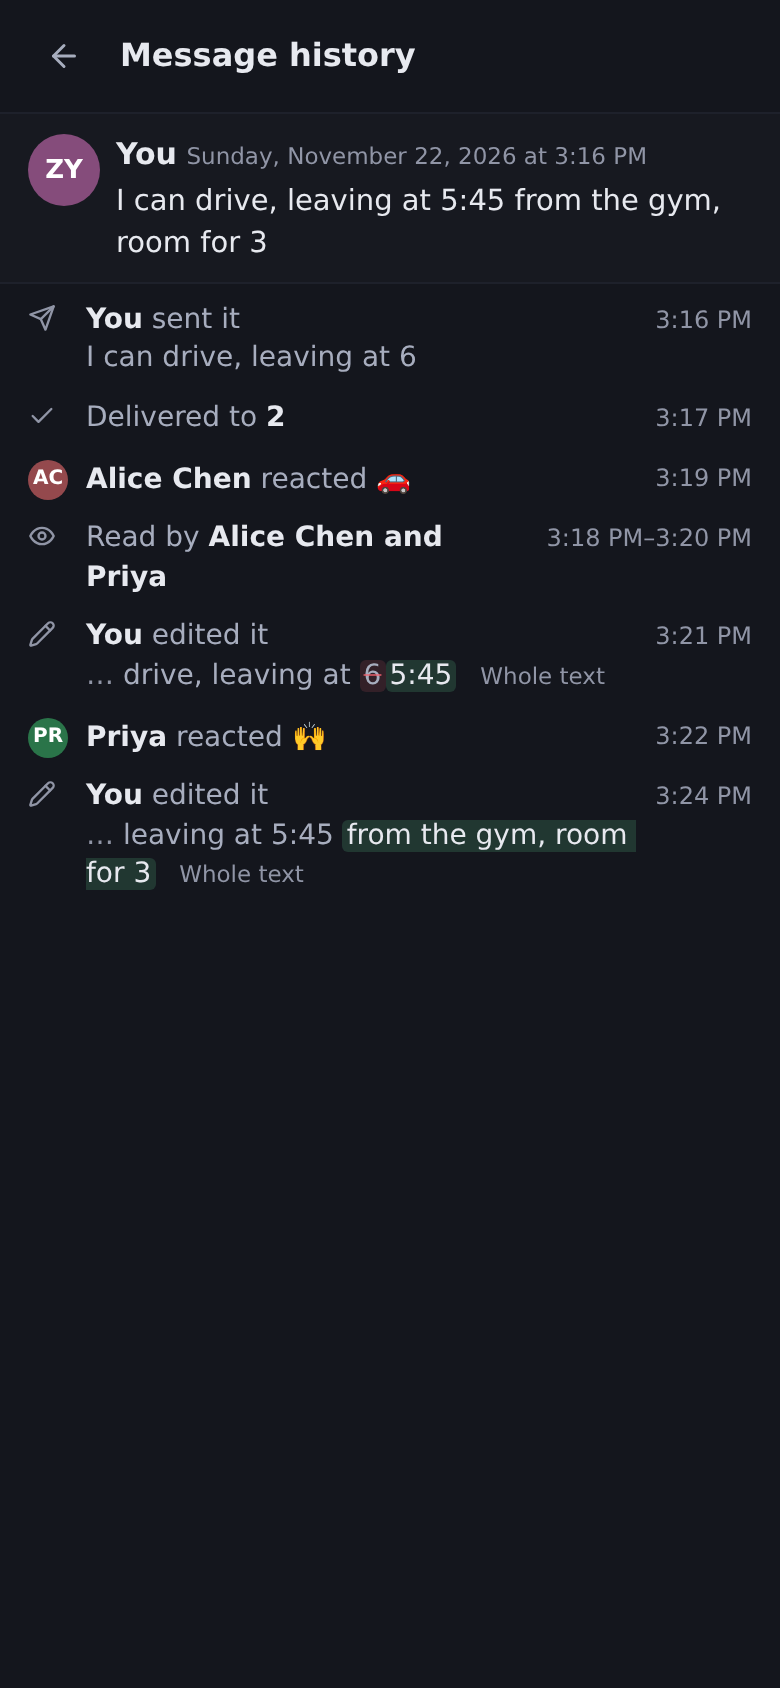 Message history
ZY
You Sunday, November 22, 2026 at 3:16 PM
I can drive, leaving at 5:45 from the gym,
room for 3
You sent it 3:16 PM
I can drive, leaving at 6
Delivered to 2 3:17 PM
AC Alice Chen reacted 🚗 3:19 PM
Read by Alice Chen and 3:18 PM–3:20 PM
Priya
You edited it 3:21 PM
… drive, leaving at 6 5:45 Whole text
PR Priya reacted 🙌 3:22 PM
You edited it 3:24 PM
… leaving at 5:45 from the gym, room
for 3 Whole text